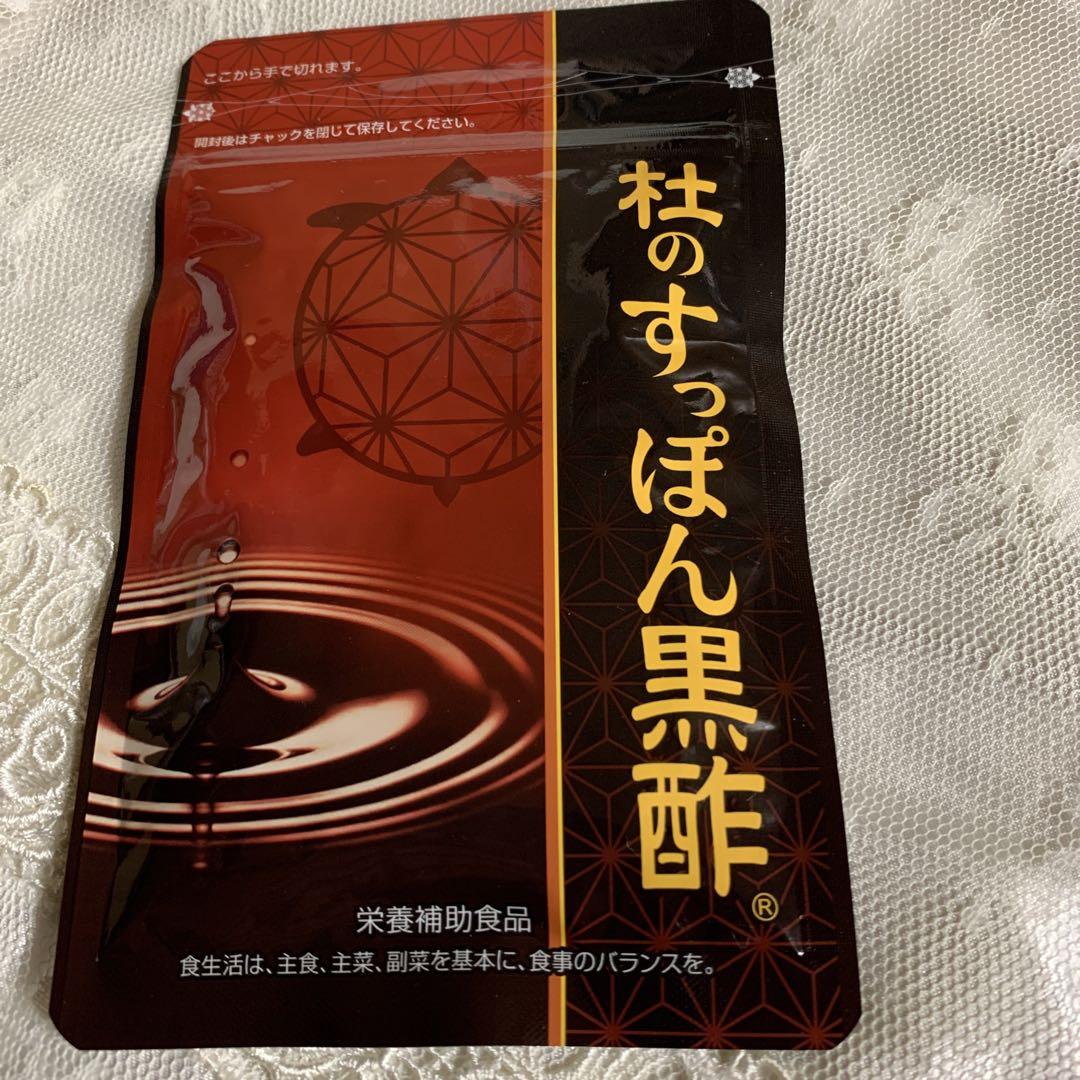 ここから手で切れます。
開封後はチャックを閉じて保存してください。
杜のすっぽん黒酢®
栄養補助食品
食生活は、主食、主菜、副菜を基本に、食事のバランスを。